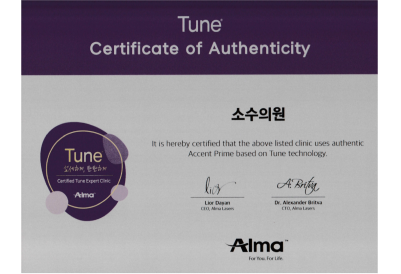 Tune
Certificate of Authenticity
소수의원
It is hereby certified that the above listed clinic uses authentic
Accent Prime based on Tune technology.
Tune
Certified Tune Expert Clinic
Alma
Lior Dayan
CEO, Alma Lasers
Dr. Alexander Britva
CTO, Alma Lasers
Alma™
For You. For Life.